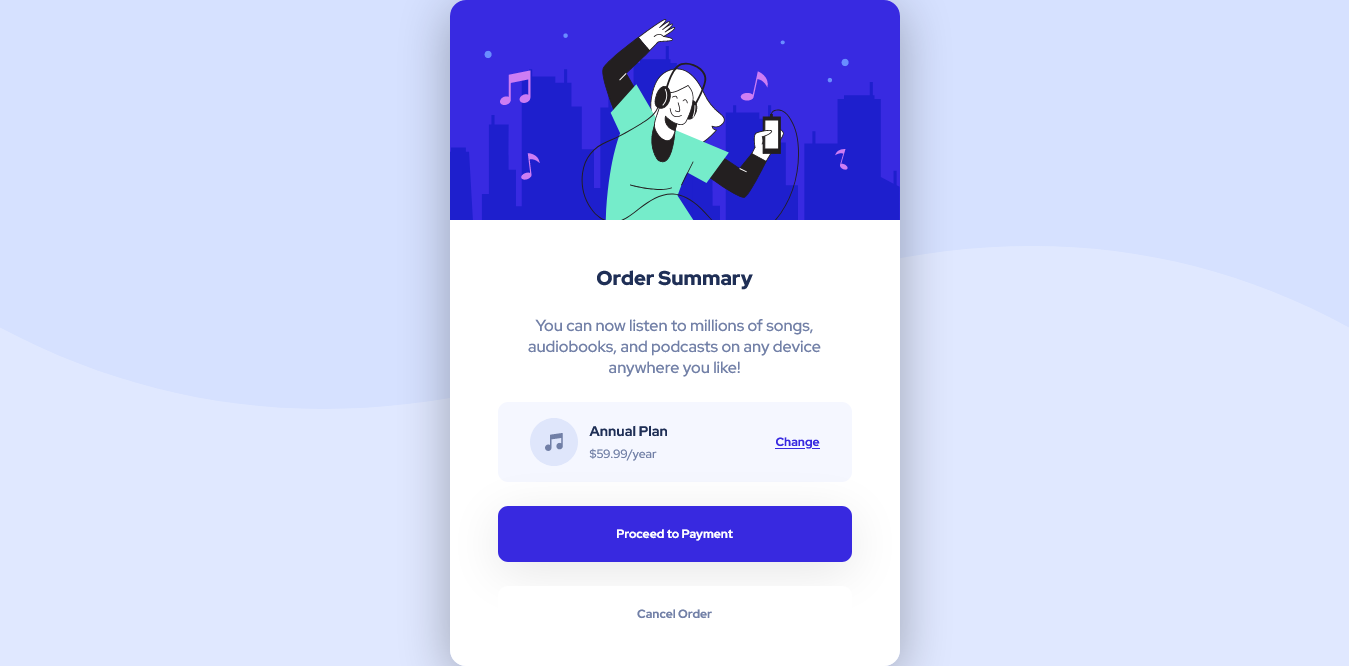 Order Summary
You can now listen to millions of songs,
audiobooks, and podcasts on any device
anywhere you like!
Annual Plan
$59.99/year
Change
Proceed to Payment
Cancel Order